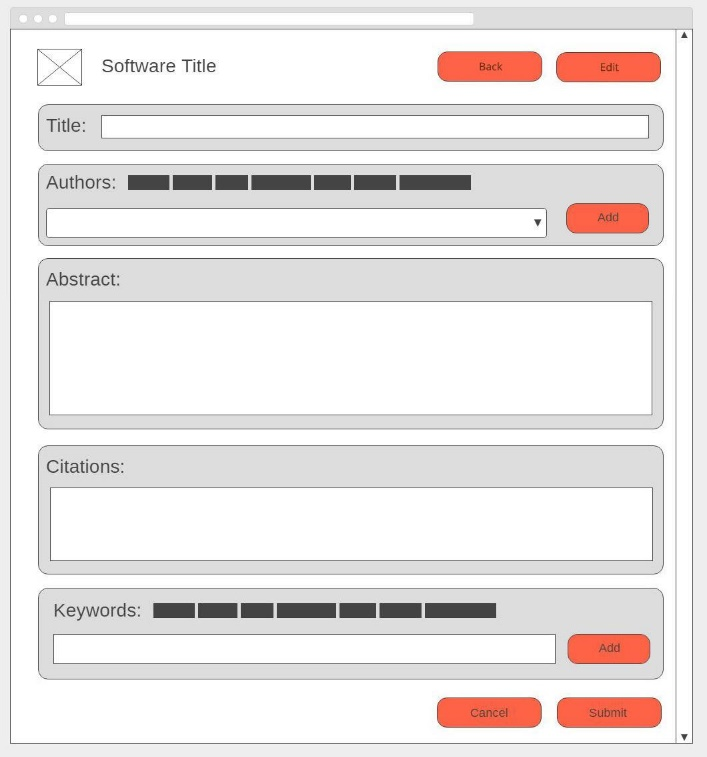 Software Title
Back
Edit
Title:
Authors:
Add
Abstract:
Citations:
Keywords:
Add
Cancel
Submit